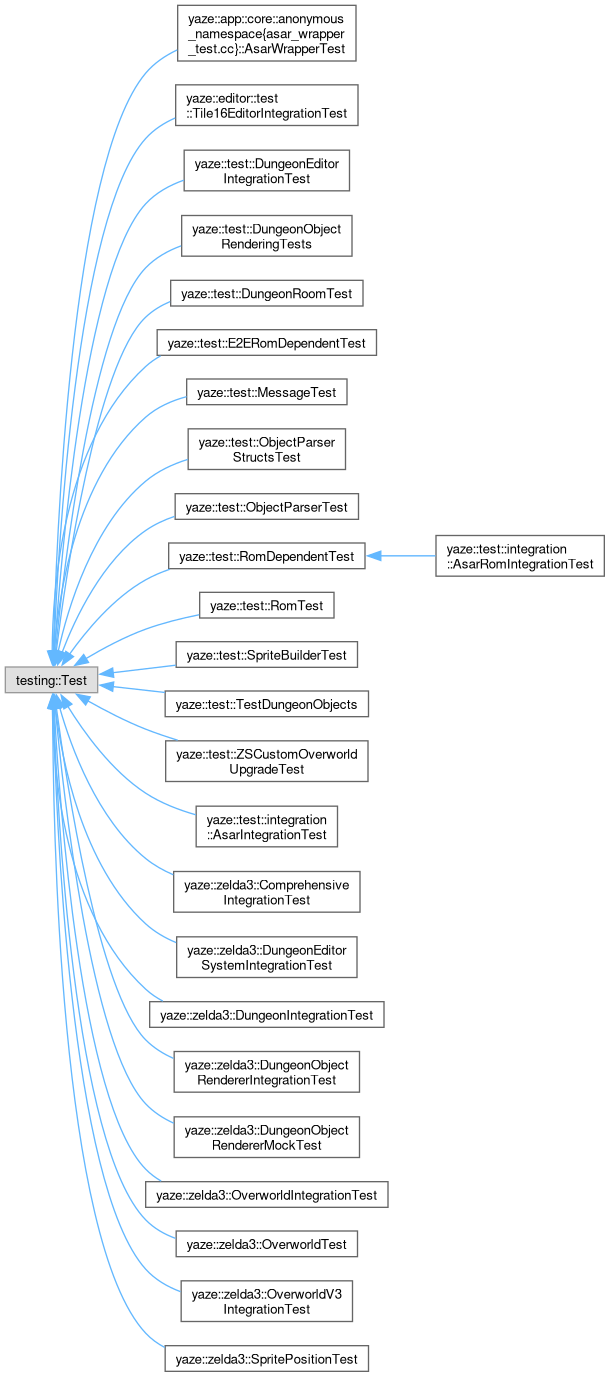 yaze::app::core::anonymous
_namespace{asar_wrapper
_test.cc}::AsarWrapperTest
yaze::editor::test
::Tile16EditorIntegrationTest
yaze::test::DungeonEditor
IntegrationTest
yaze::test::DungeonObject
RenderingTests
yaze::test::DungeonRoomTest
yaze::test::E2ERomDependentTest
yaze::test::MessageTest
yaze::test::ObjectParser
StructsTest
yaze::test::ObjectParserTest
yaze::test::RomDependentTest
yaze::test::integration
::AsarRomIntegrationTest
yaze::test::RomTest
yaze::test::SpriteBuilderTest
testing::Test
yaze::test::TestDungeonObjects
yaze::test::ZSCustomOverworld
UpgradeTest
yaze::test::integration
::AsarIntegrationTest
yaze::zelda3::Comprehensive
IntegrationTest
yaze::zelda3::DungeonEditor
SystemIntegrationTest
yaze::zelda3::DungeonIntegrationTest
yaze::zelda3::DungeonObject
RendererIntegrationTest
yaze::zelda3::DungeonObject
RendererMockTest
yaze::zelda3::OverworldIntegrationTest
yaze::zelda3::OverworldTest
yaze::zelda3::OverworldV3
IntegrationTest
yaze::zelda3::SpritePositionTest